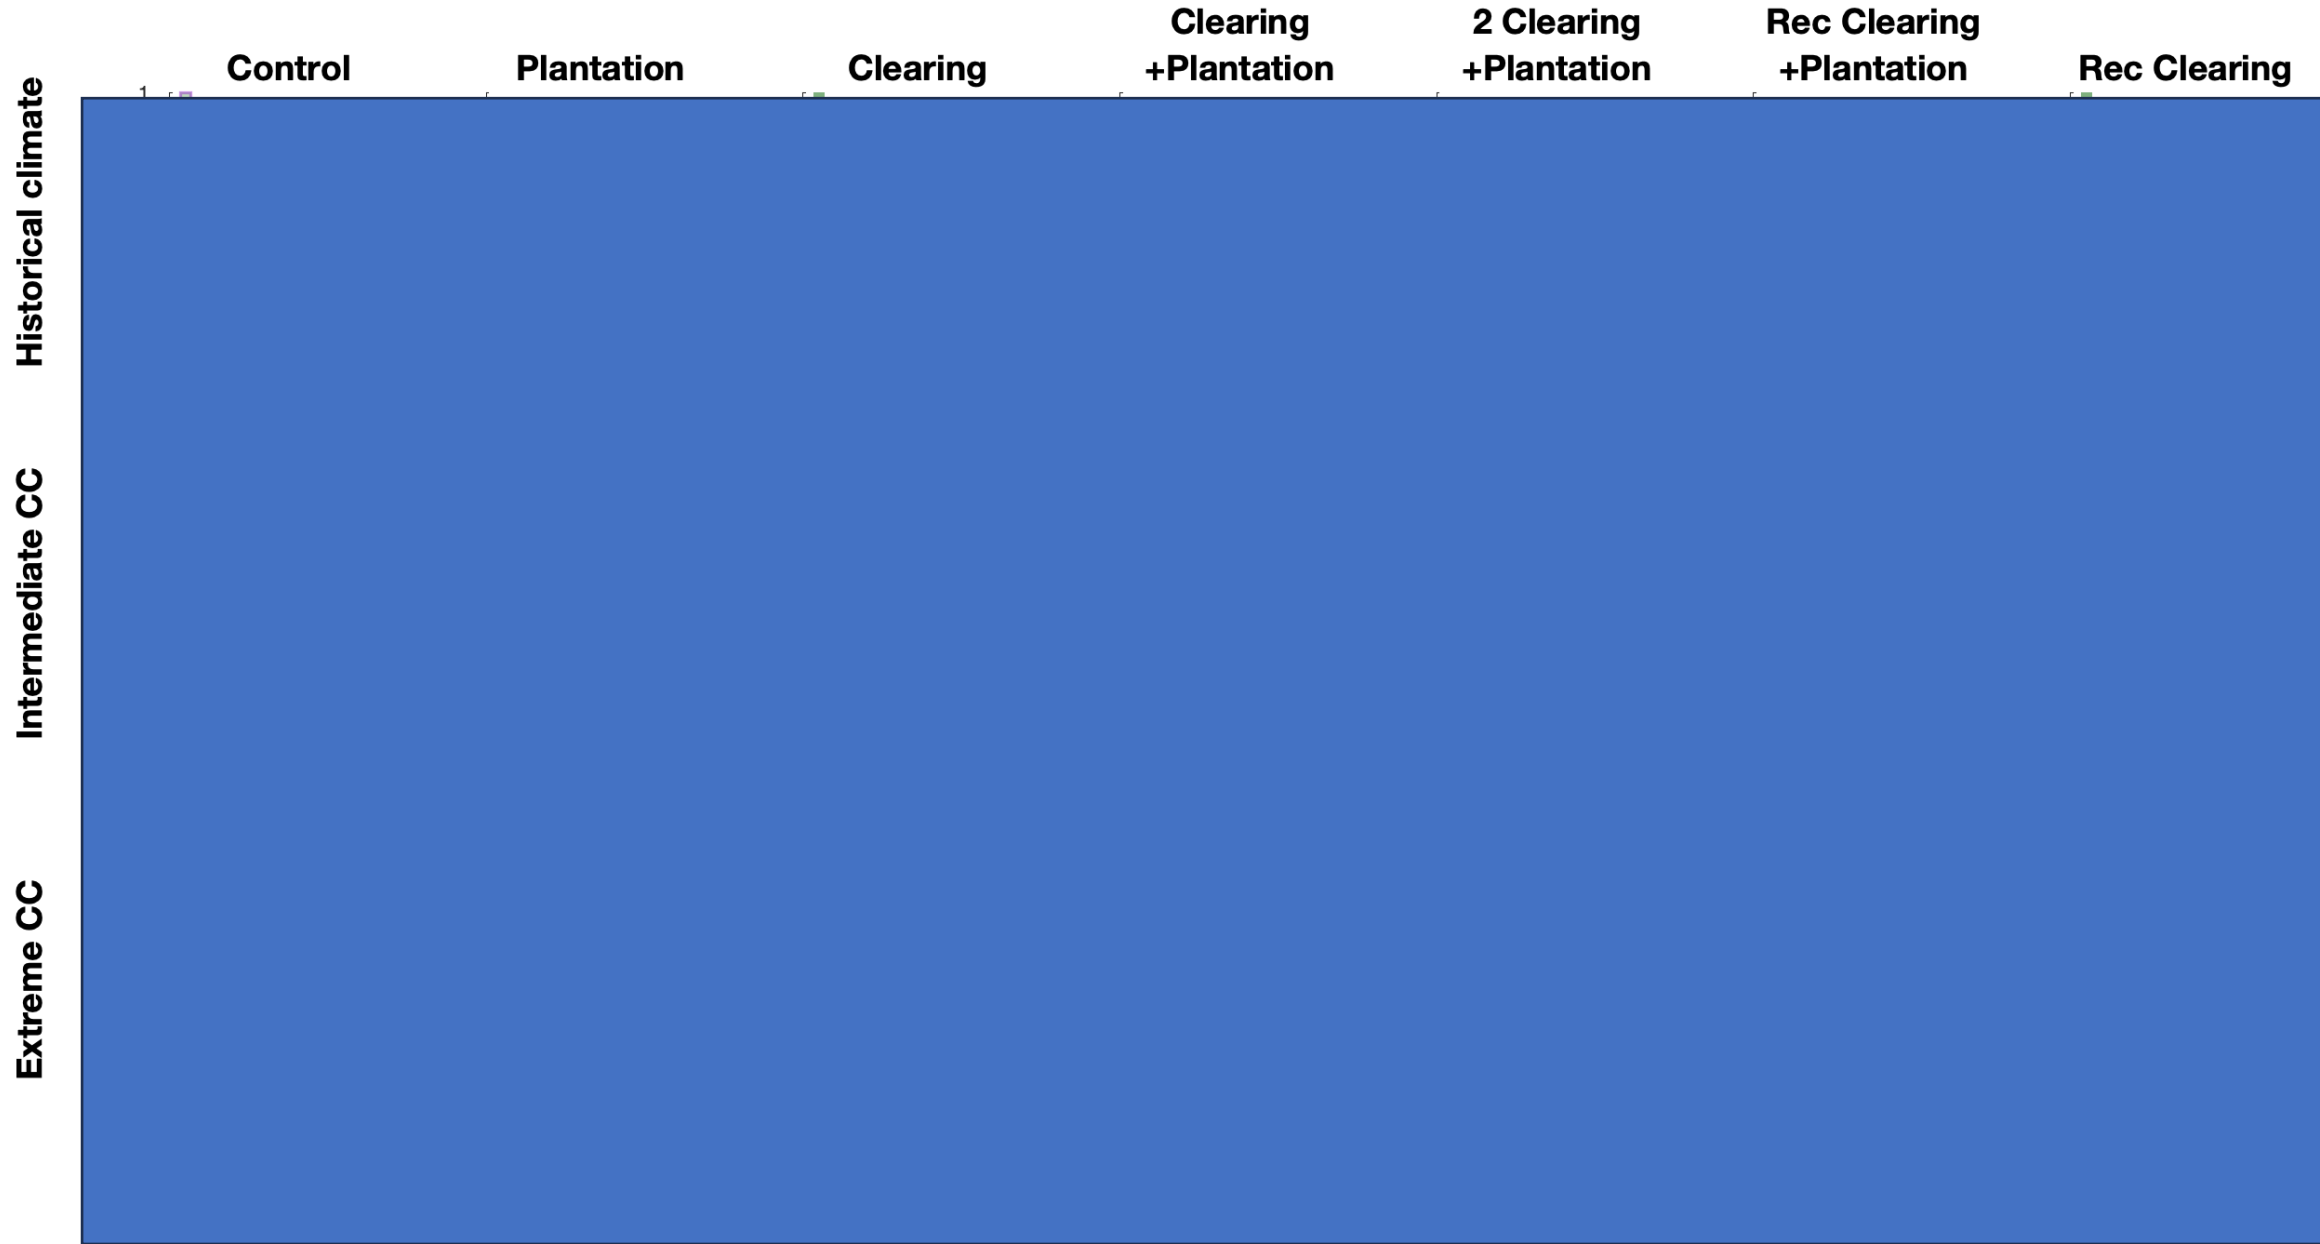 Clearing 2 Clearing Rec Clearing
Control Plantation Clearing +Plantation +Plantation +Plantation Rec Clearing
1
Historical climate
Intermediate CC
Extreme CC